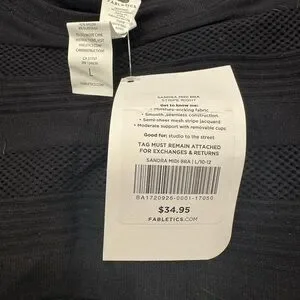 L
FABLETICS
SANDRA MIDI BRA
STRIPE NIGHT
Get to know me:
• Moisture-wicking fabric
• Smooth, seamless construction
• Semi-sheer mesh stripe jacquard
• Moderate support with removable cups
Good for: studio to the street
TAG MUST REMAIN ATTACHED
FOR EXCHANGES & RETURNS
SANDRA MIDI BRA | L/10-12
BA1720926-0001-17050
$34.95
FABLETICS.COM